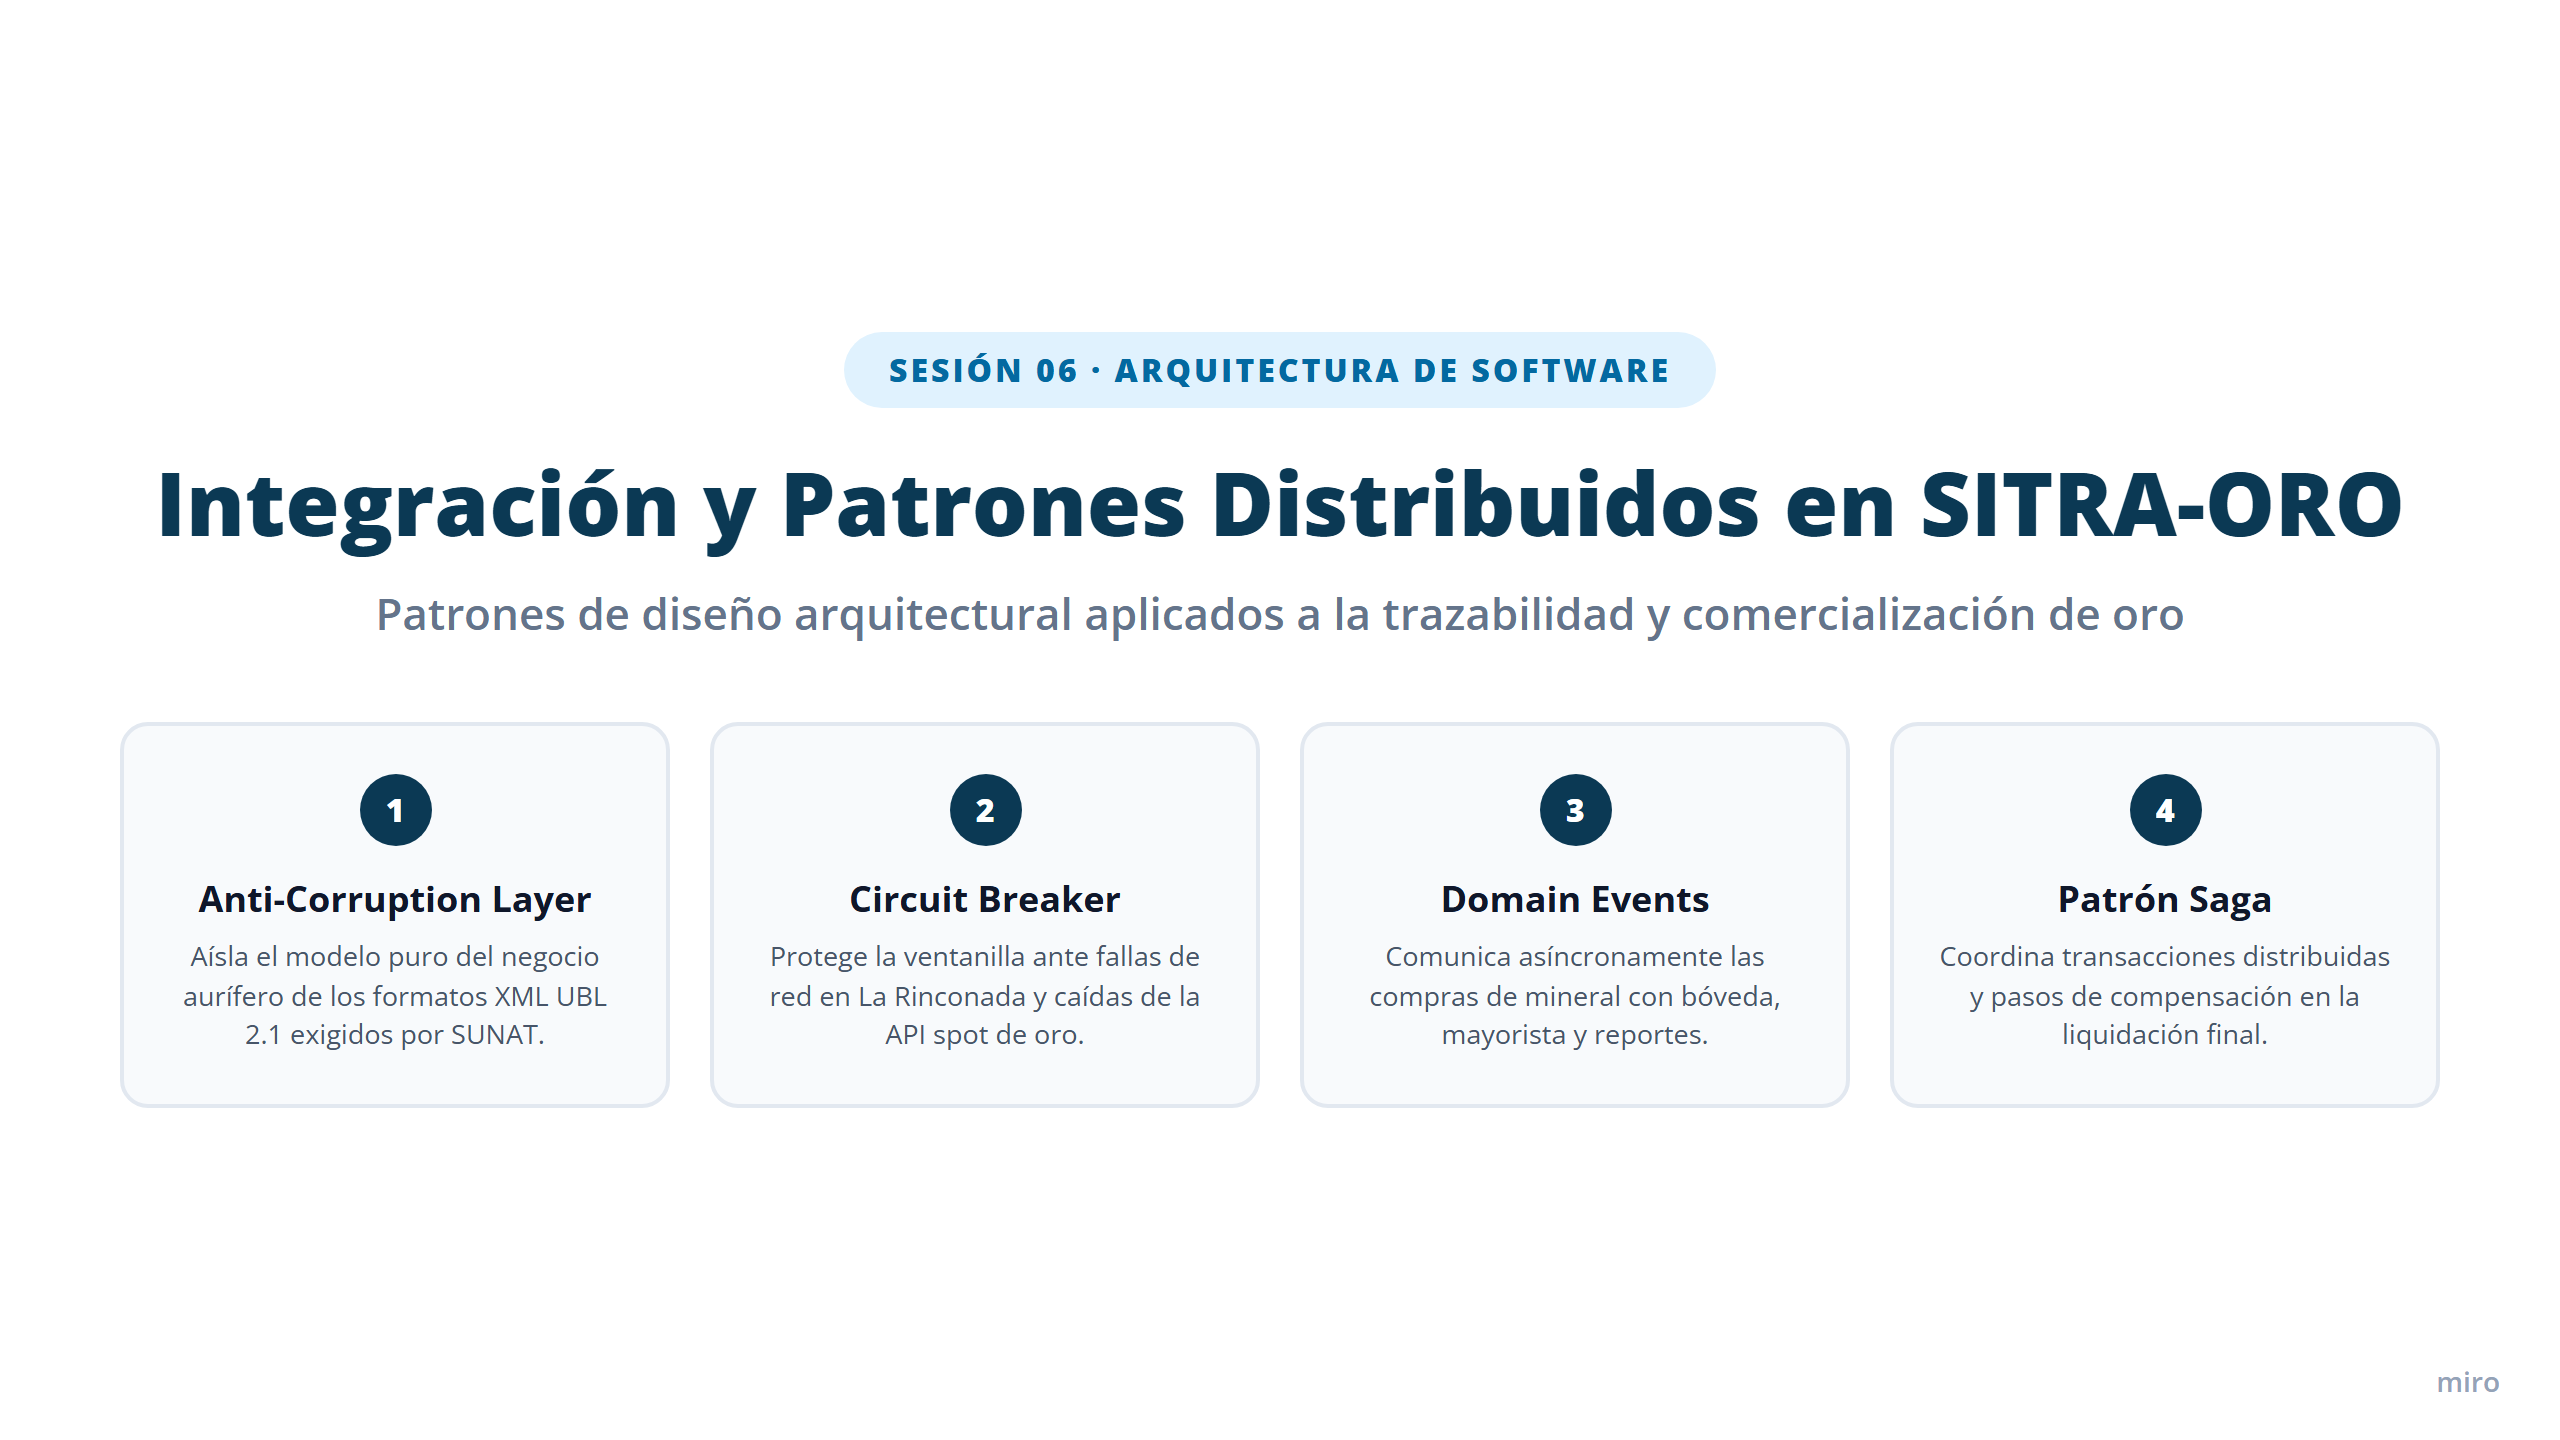 SESIÓN 06 · ARQUITECTURA DE SOFTWARE
Integración y Patrones Distribuidos en SITRA-ORO
Patrones de diseño arquitectural aplicados a la trazabilidad y comercialización de oro
1
Anti-Corruption Layer
Aísla el modelo puro del negocio
aurífero de los formatos XML UBL
2.1 exigidos por SUNAT.
2
Circuit Breaker
Protege la ventanilla ante fallas de
red en La Rinconada y caídas de la
API spot de oro.
3
Domain Events
Comunica asíncronamente las
compras de mineral con bóveda,
mayorista y reportes.
4
Patrón Saga
Coordina transacciones distribuidas
y pasos de compensación en la
liquidación final.
miro